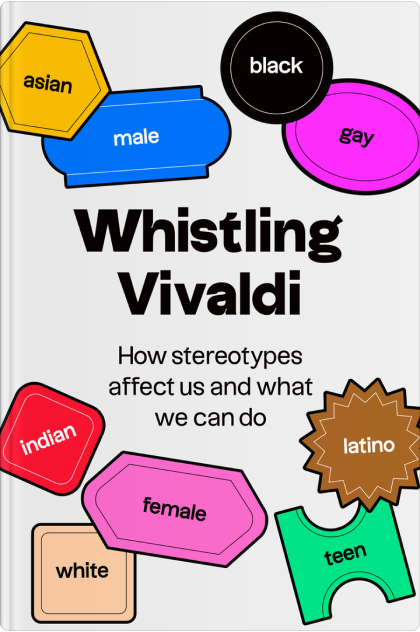 asian
black
male
gay
Whistling
Vivaldi
How stereotypes
affect us and what
we can do
indian
latino
female
teen
white